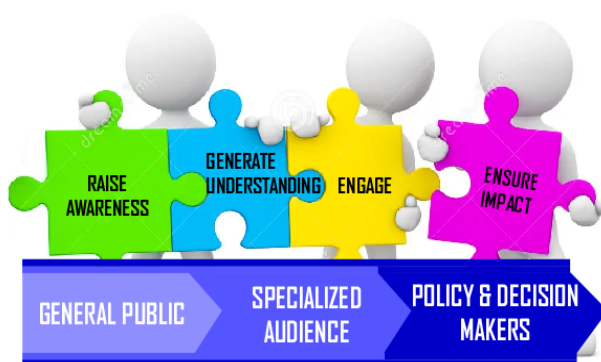 RAISE
AWARENESS
GENERATE
UNDERSTANDING
ENGAGE
ENSURE
IMPACT
GENERAL PUBLIC
SPECIALIZED
AUDIENCE
POLICY & DECISION
MAKERS